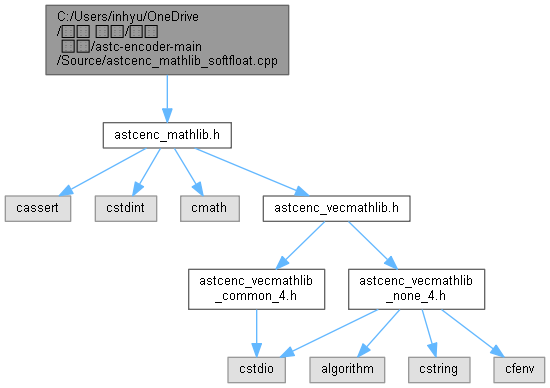 C:/Users/inhyu/OneDrive
/astc-encoder-main
/Source/astcenc_mathlib_softfloat.cpp
astcenc_mathlib.h
cassert
cstdint
cmath
astcenc_vecmathlib.h
astcenc_vecmathlib
_common_4.h
astcenc_vecmathlib
_none_4.h
cstdio
algorithm
cstring
cfenv